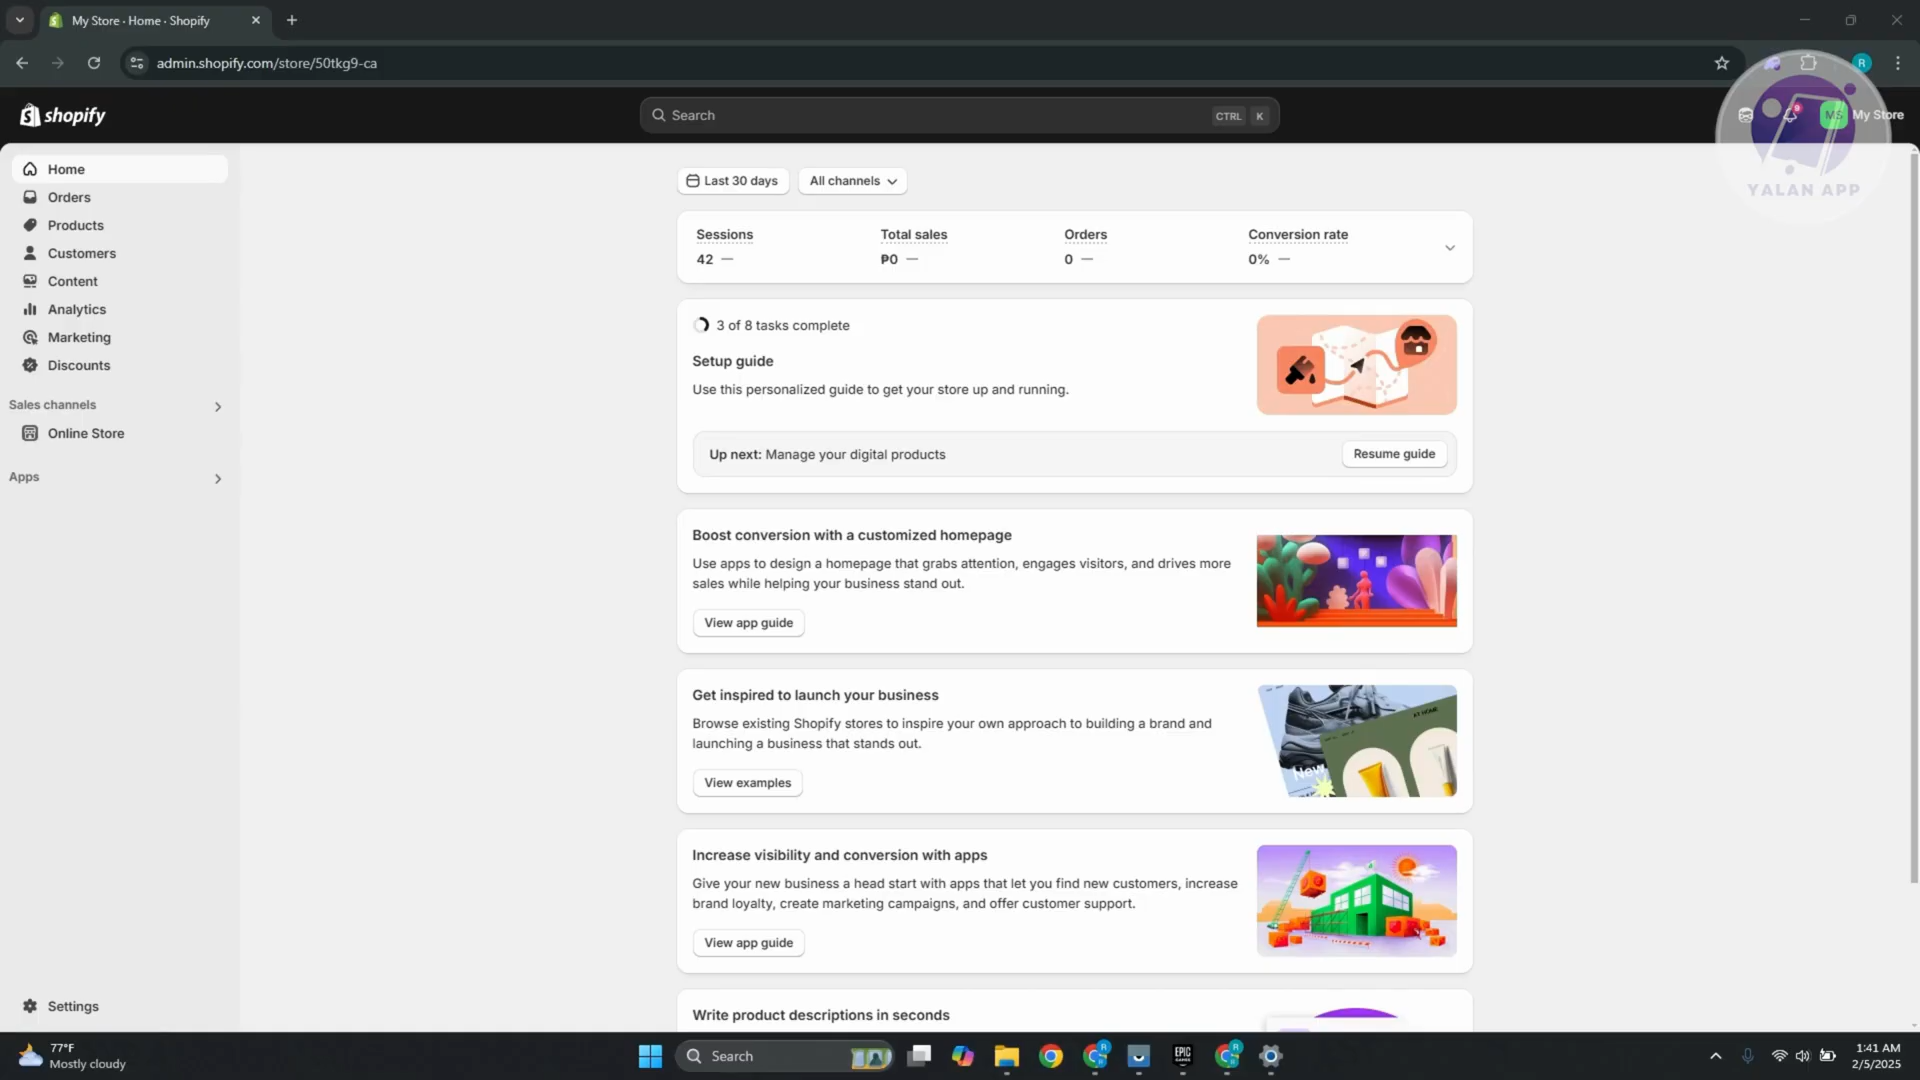 My Store · Home · Shopify
admin.shopify.com/store/50tkg9-ca
R
shopify
Search
CTRL K
9
MS
My Store
YALAN APP
Home
Orders
Products
Customers
Content
Analytics
Marketing
Discounts
Sales channels
Online Store
Apps
Settings
Last 30 days
All channels
Sessions Total sales Orders Conversion rate
42 — ₱0 — 0 — 0% —
3 of 8 tasks complete
Setup guide
Use this personalized guide to get your store up and running.
Up next: Manage your digital products
Resume guide
Boost conversion with a customized homepage
Use apps to design a homepage that grabs attention, engages visitors, and drives more
sales while helping your business stand out.
View app guide
Get inspired to launch your business
Browse existing Shopify stores to inspire your own approach to building a brand and
launching a business that stands out.
View examples
New
Increase visibility and conversion with apps
Give your new business a head start with apps that let you find new customers, increase
brand loyalty, create marketing campaigns, and offer customer support.
View app guide
Write product descriptions in seconds
77°F
Mostly cloudy
Search
R
EPIC
GAMES
R
1:41 AM
2/5/2025